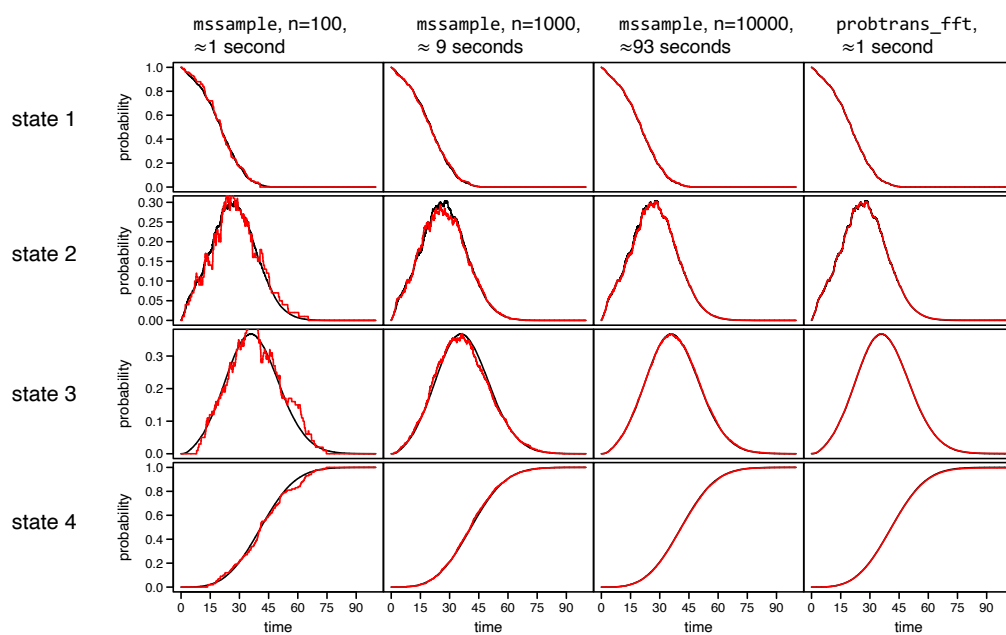 mssample, n=100,
≈1 second
mssample, n=1000,
≈ 9 seconds
mssample, n=10000,
≈93 seconds
probtrans_fft,
≈1 second
state 1
probability
1.0
0.8
0.6
0.4
0.2
0.0
state 2
probability
0.30
0.25
0.20
0.15
0.10
0.05
0.00
state 3
probability
0.3
0.2
0.1
0.0
state 4
probability
1.0
0.8
0.6
0.4
0.2
0.0
0 15 30 45 60 75 90
0 15 30 45 60 75 90
0 15 30 45 60 75 90
0 15 30 45 60 75 90
time
time
time
time